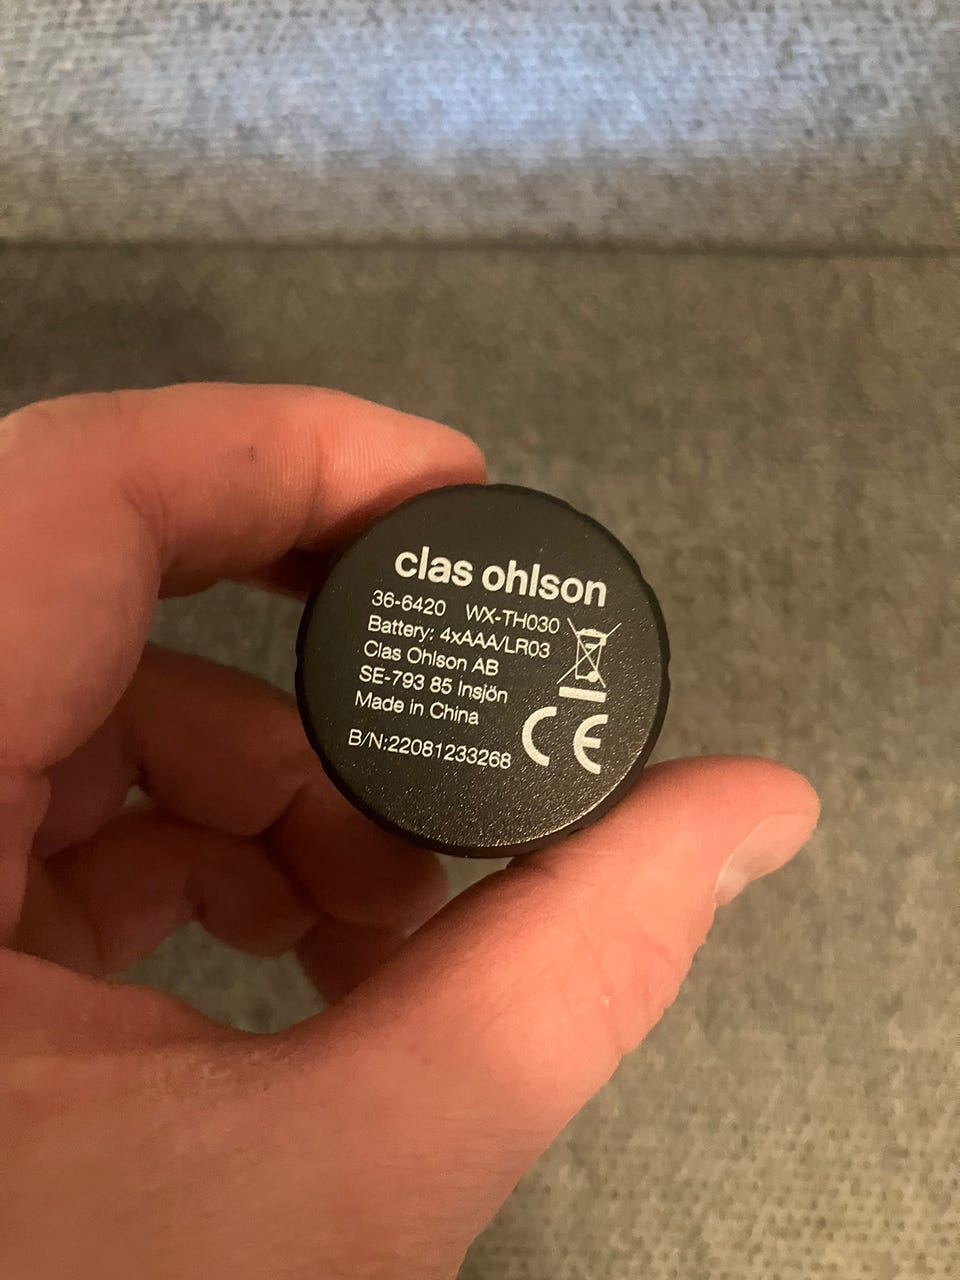 clas ohlson
36-6420 WX-TH030
Battery: 4xAAA/LR03
Clas Ohlson AB
SE-793 85 Insjön
Made in China
B/N:22081233268
CE